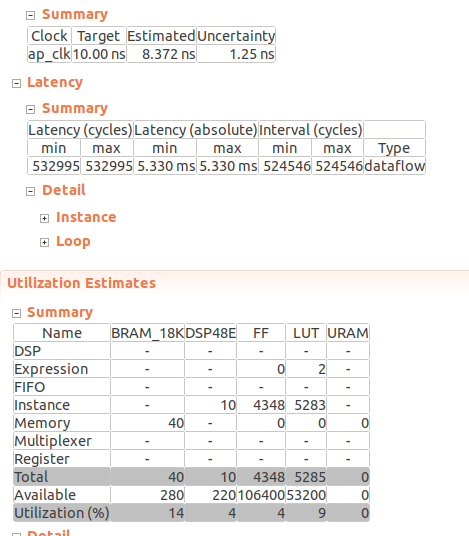 Summary
Clock Target Estimated Uncertainty
ap_clk 10.00 ns 8.372 ns 1.25 ns
Latency
Summary
Latency (cycles) Latency (absolute) Interval (cycles)
min max min max min max Type
532995 532995 5.330 ms 5.330 ms 524546 524546 dataflow
Detail
Instance
Loop
Utilization Estimates
Summary
Name BRAM_18K DSP48E FF LUT URAM
DSP - - - - -
Expression - - 0 2 -
FIFO - - - - -
Instance - 10 4348 5283 -
Memory 40 - 0 0 0
Multiplexer - - - - -
Register - - - - -
Total 40 10 4348 5285 0
Available 280 220 106400 53200 0
Utilization (%) 14 4 4 9 0
Detail